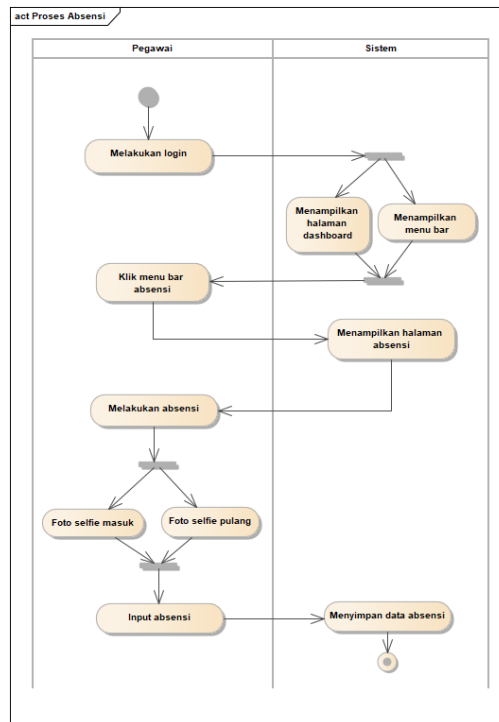 act Proses Absensi
Pegawai
Sistem
Melakukan login
Menampilkan
halaman
dashboard
Menampilkan
menu bar
Klik menu bar
absensi
Menampilkan halaman
absensi
Melakukan absensi
Foto selfie masuk
Foto selfie pulang
Input absensi
Menyimpan data absensi